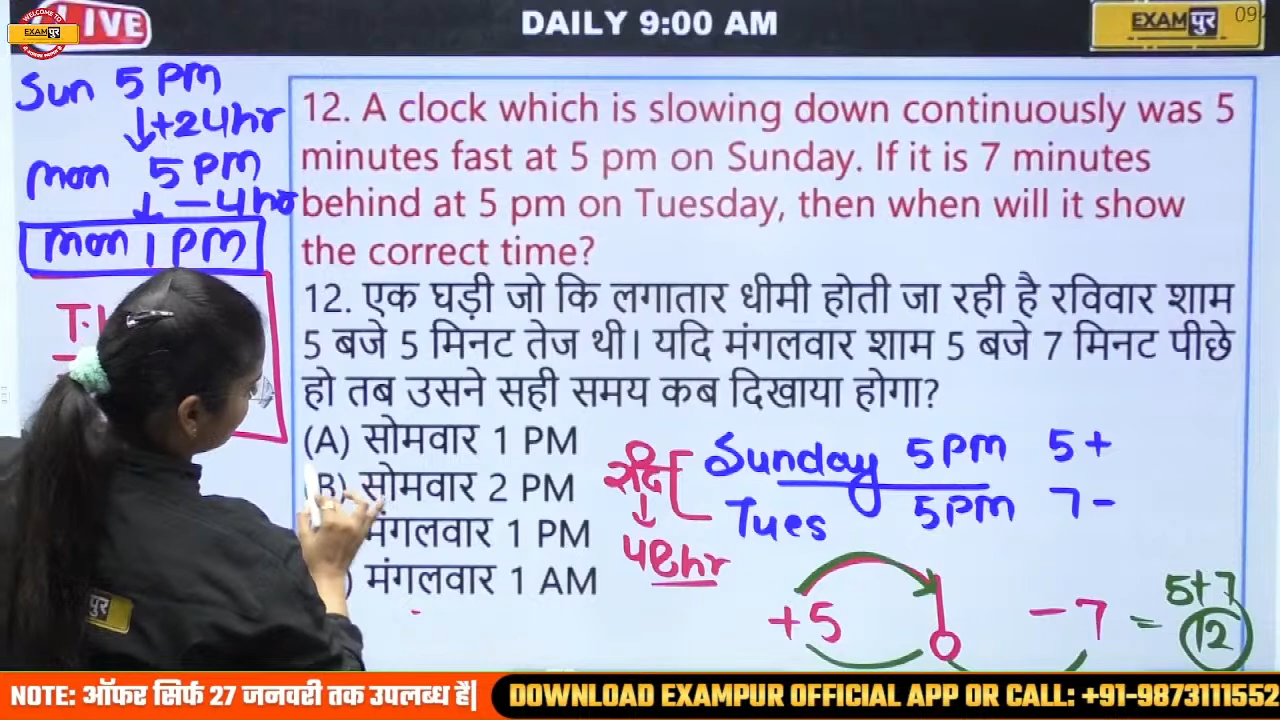 WELCOME TO
EXAMपुर
LIVE
DAILY 9:00 AM
EXAMपुर
09
Sun 5 PM
↓+24hr
Mon 5 PM
↓ -4hr
Mon 1 PM
12. A clock which is slowing down continuously was 5
minutes fast at 5 pm on Sunday. If it is 7 minutes
behind at 5 pm on Tuesday, then when will it show
the correct time?
12. एक घड़ी जो कि लगातार धीमी होती जा रही है रविवार शाम
5 बजे 5 मिनट तेज थी। यदि मंगलवार शाम 5 बजे 7 मिनट पीछे
हो तब उसने सही समय कब दिखाया होगा?
(A) सोमवार 1 PM
(B) सोमवार 2 PM
मंगलवार 1 PM
) मंगलवार 1 AM
Sunday 5PM 5+
Tues 5PM 7-
48hr
+5 0 -7 = 5+7
12
पुर
NOTE: ऑफर सिर्फ 27 जनवरी तक उपलब्ध है|
DOWNLOAD EXAMPUR OFFICIAL APP OR CALL: +91-9873111552